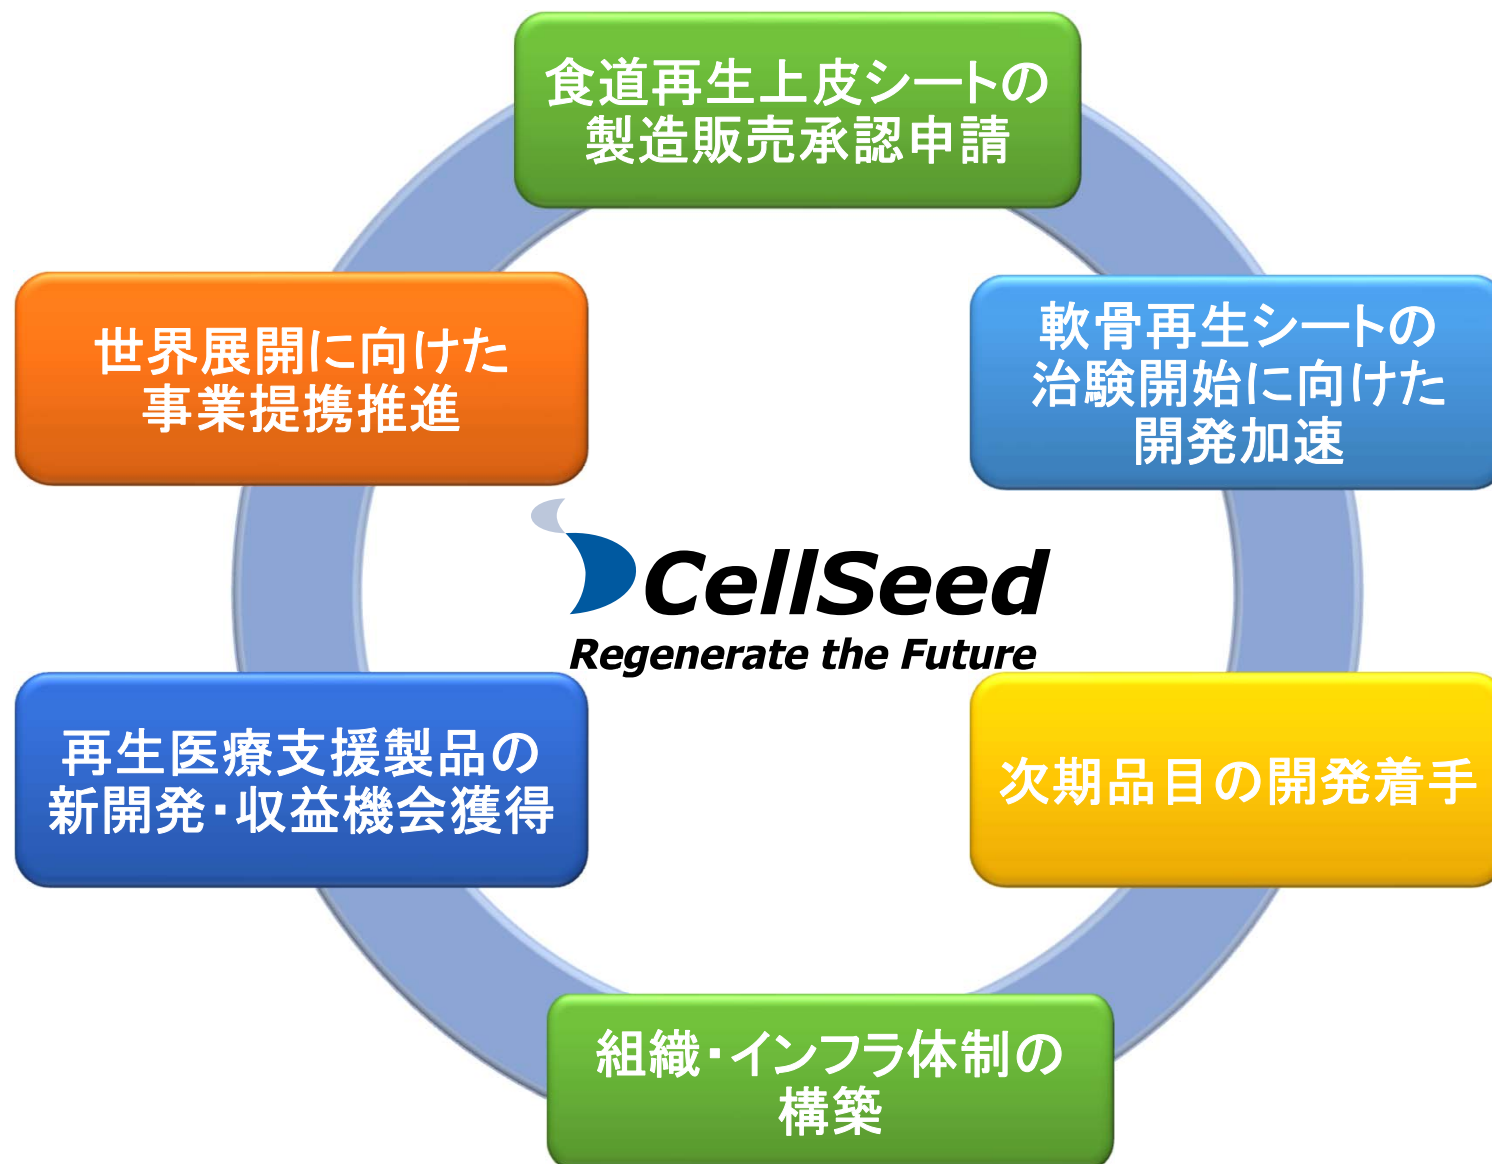 食道再生上皮シートの
製造販売承認申請
世界展開に向けた
事業提携推進
軟骨再生シートの
治験開始に向けた
開発加速
CellSeed
Regenerate the Future
再生医療支援製品の
新開発・収益機会獲得
次期品目の開発着手
組織・インフラ体制の
構築